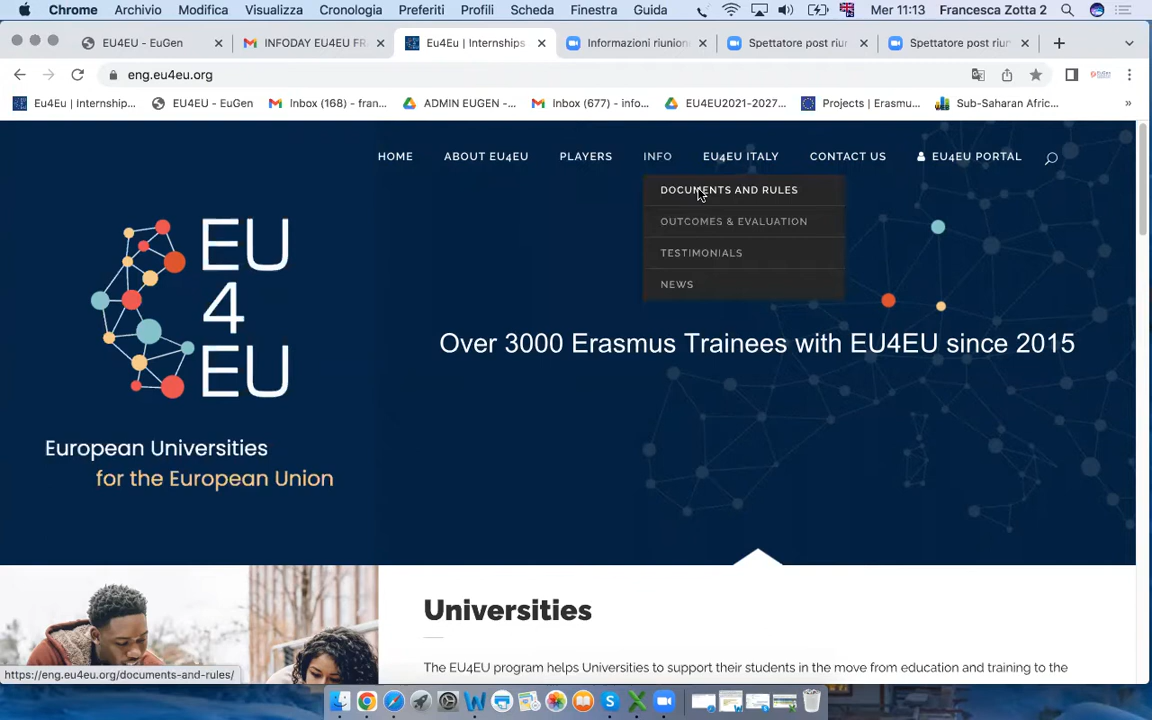 Chrome Archivio Modifica Visualizza Cronologia Preferiti Profili Scheda Finestra Guida Mer 11:13 Francesca Zotta 2
EU4EU - EuGen
INFODAY EU4EU FRA
Eu4Eu | Internships
Informazioni riunion
Spettatore post riun
Spettatore post riun
eng.eu4eu.org
Eu4Eu | Internship... EU4EU - EuGen Inbox (168) - fran... ADMIN EUGEN -... Inbox (677) - info... EU4EU2021-2027... Projects | Erasmu... Sub-Saharan Afric... »
HOME ABOUT EU4EU PLAYERS INFO EU4EU ITALY CONTACT US EU4EU PORTAL
DOCUMENTS AND RULES
OUTCOMES & EVALUATION
TESTIMONIALS
NEWS
EU
4
EU
European Universities
for the European Union
Over 3000 Erasmus Trainees with EU4EU since 2015
Universities
The EU4EU program helps Universities to support their students in the move from education and training to the
https://eng.eu4eu.org/documents-and-rules/